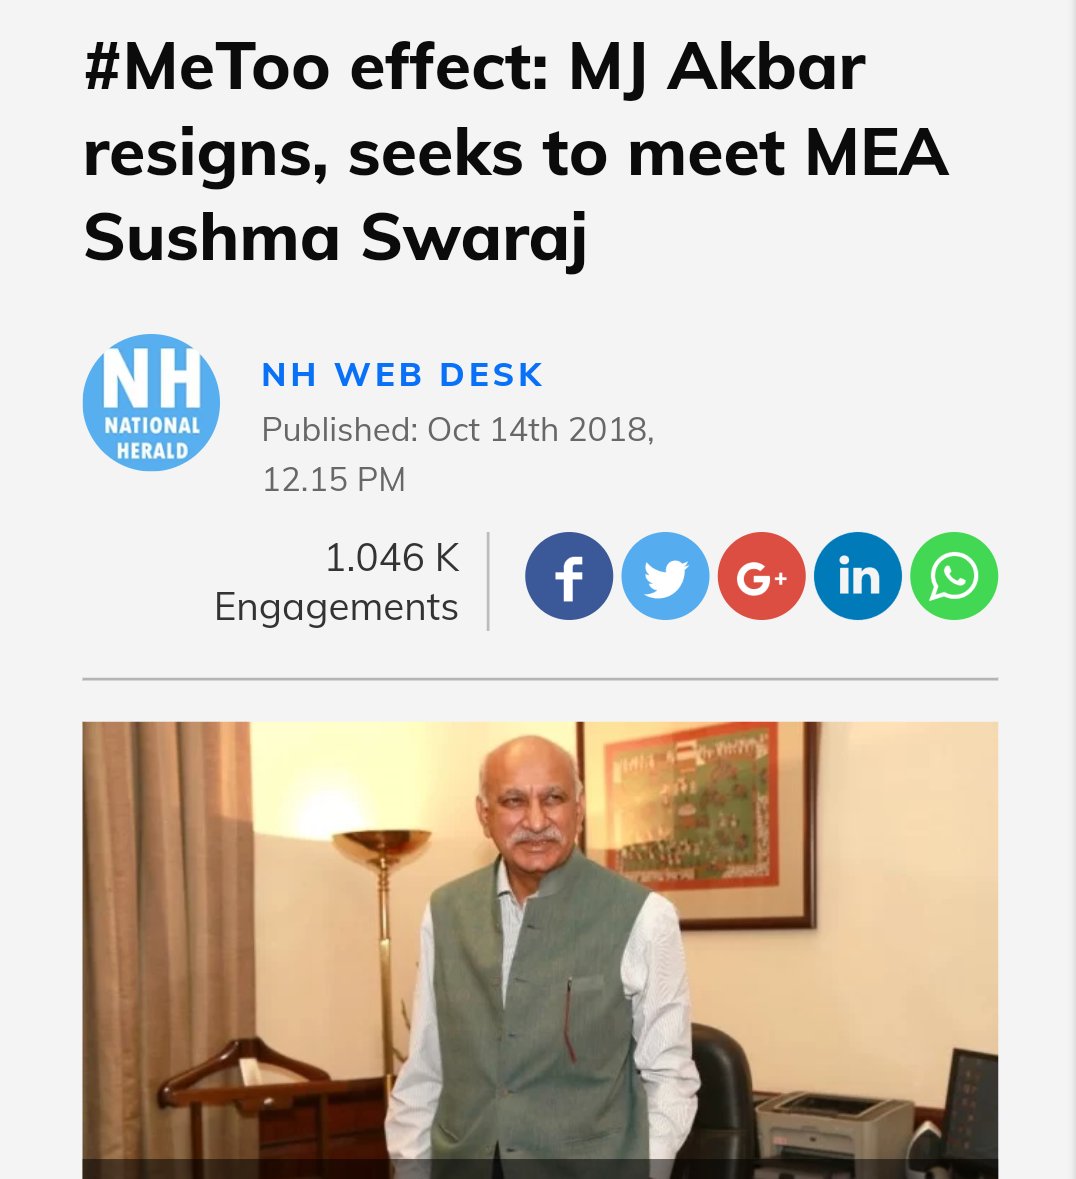 #MeToo effect: MJ Akbar
resigns, seeks to meet MEA
Sushma Swaraj
NH
NATIONAL
HERALD
NH WEB DESK
Published: Oct 14th 2018,
12.15 PM
1.046 K
Engagements
f
G+
in